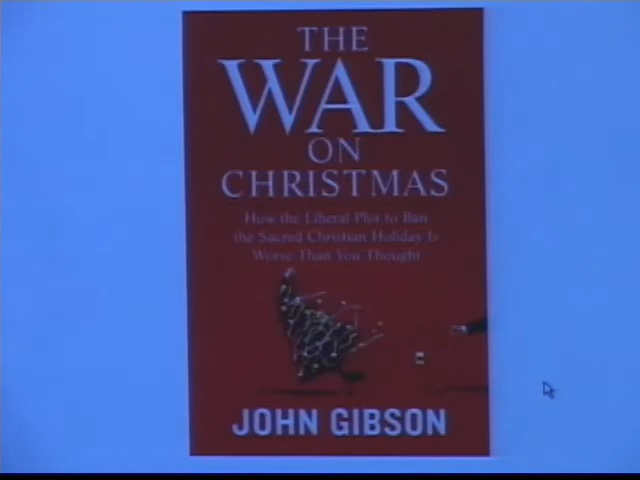 THE
WAR
ON
CHRISTMAS
How the Liberal Plot to Ban
the Sacred Christian Holiday Is
Worse Than You Thought
JOHN GIBSON